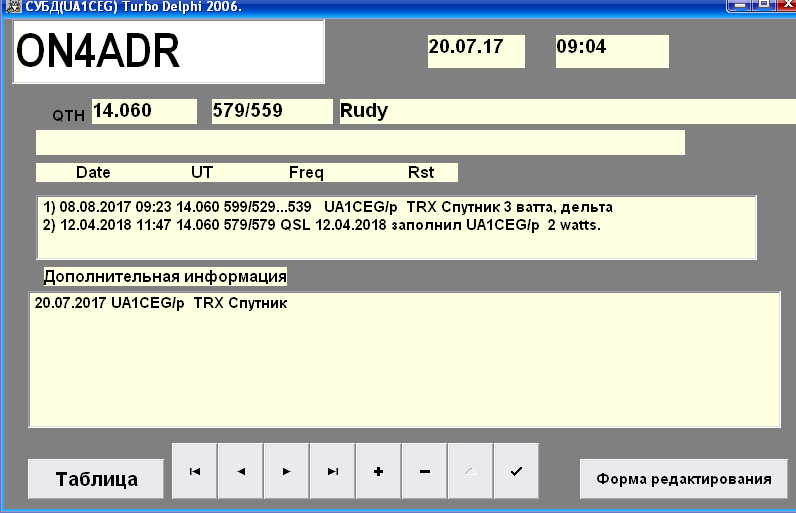 СУБД(UA1CEG) Turbo Delphi 2006.
ON4ADR
20.07.17 09:04
QTH 14.060 579/559 Rudy
Date UT Freq Rst
1) 08.08.2017 09:23 14.060 599/529...539 UA1CEG/p TRX Спутник 3 ватта, дельта
2) 12.04.2018 11:47 14.060 579/579 QSL 12.04.2018 заполнил UA1CEG/p 2 watts.
Дополнительная информация
20.07.2017 UA1CEG/p TRX Спутник
Таблица
Форма редактирования